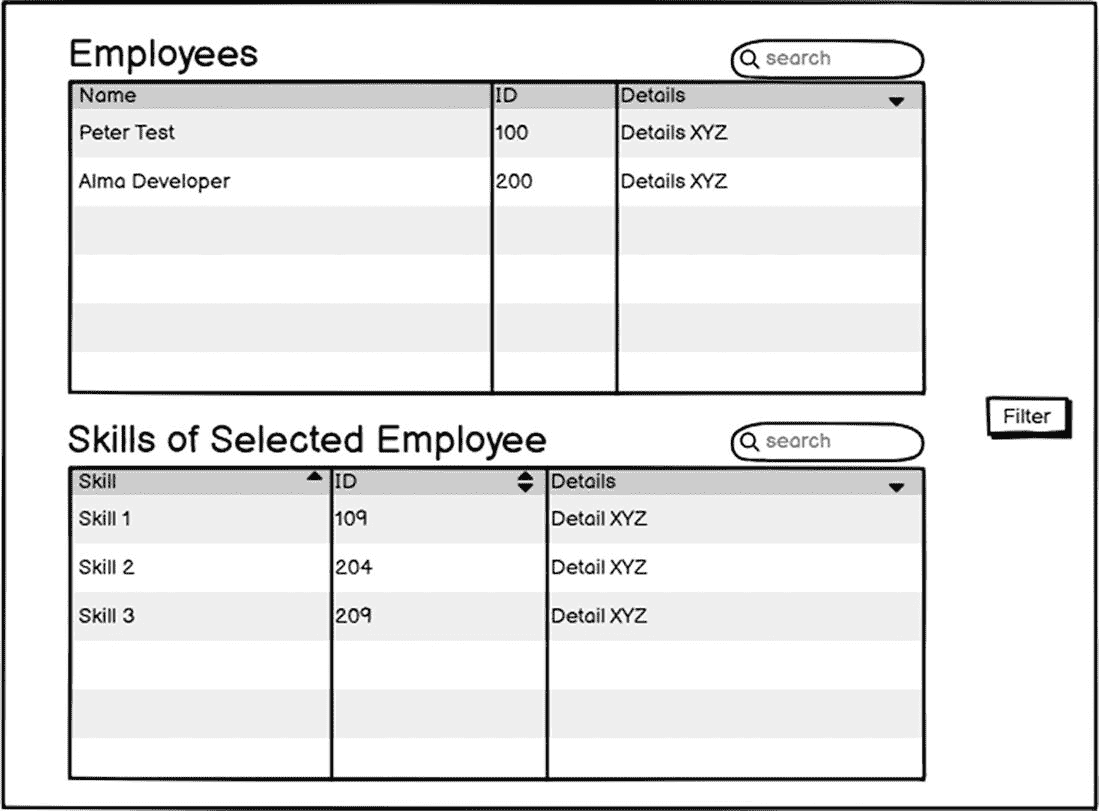 Employees
search
Name ID Details
Peter Test 100 Details XYZ
Alma Developer 200 Details XYZ
Filter
Skills of Selected Employee
search
Skill ID Details
Skill 1 109 Detail XYZ
Skill 2 204 Detail XYZ
Skill 3 209 Detail XYZ